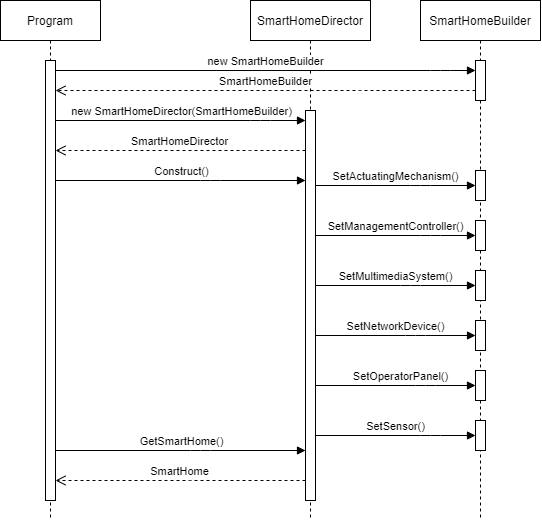 Program
SmartHomeDirector
SmartHomeBuilder
new SmartHomeBuilder
SmartHomeBuilder
new SmartHomeDirector(SmartHomeBuilder)
SmartHomeDirector
Construct()
SetActuatingMechanism()
SetManagementController()
SetMultimediaSystem()
SetNetworkDevice()
SetOperatorPanel()
SetSensor()
GetSmartHome()
SmartHome